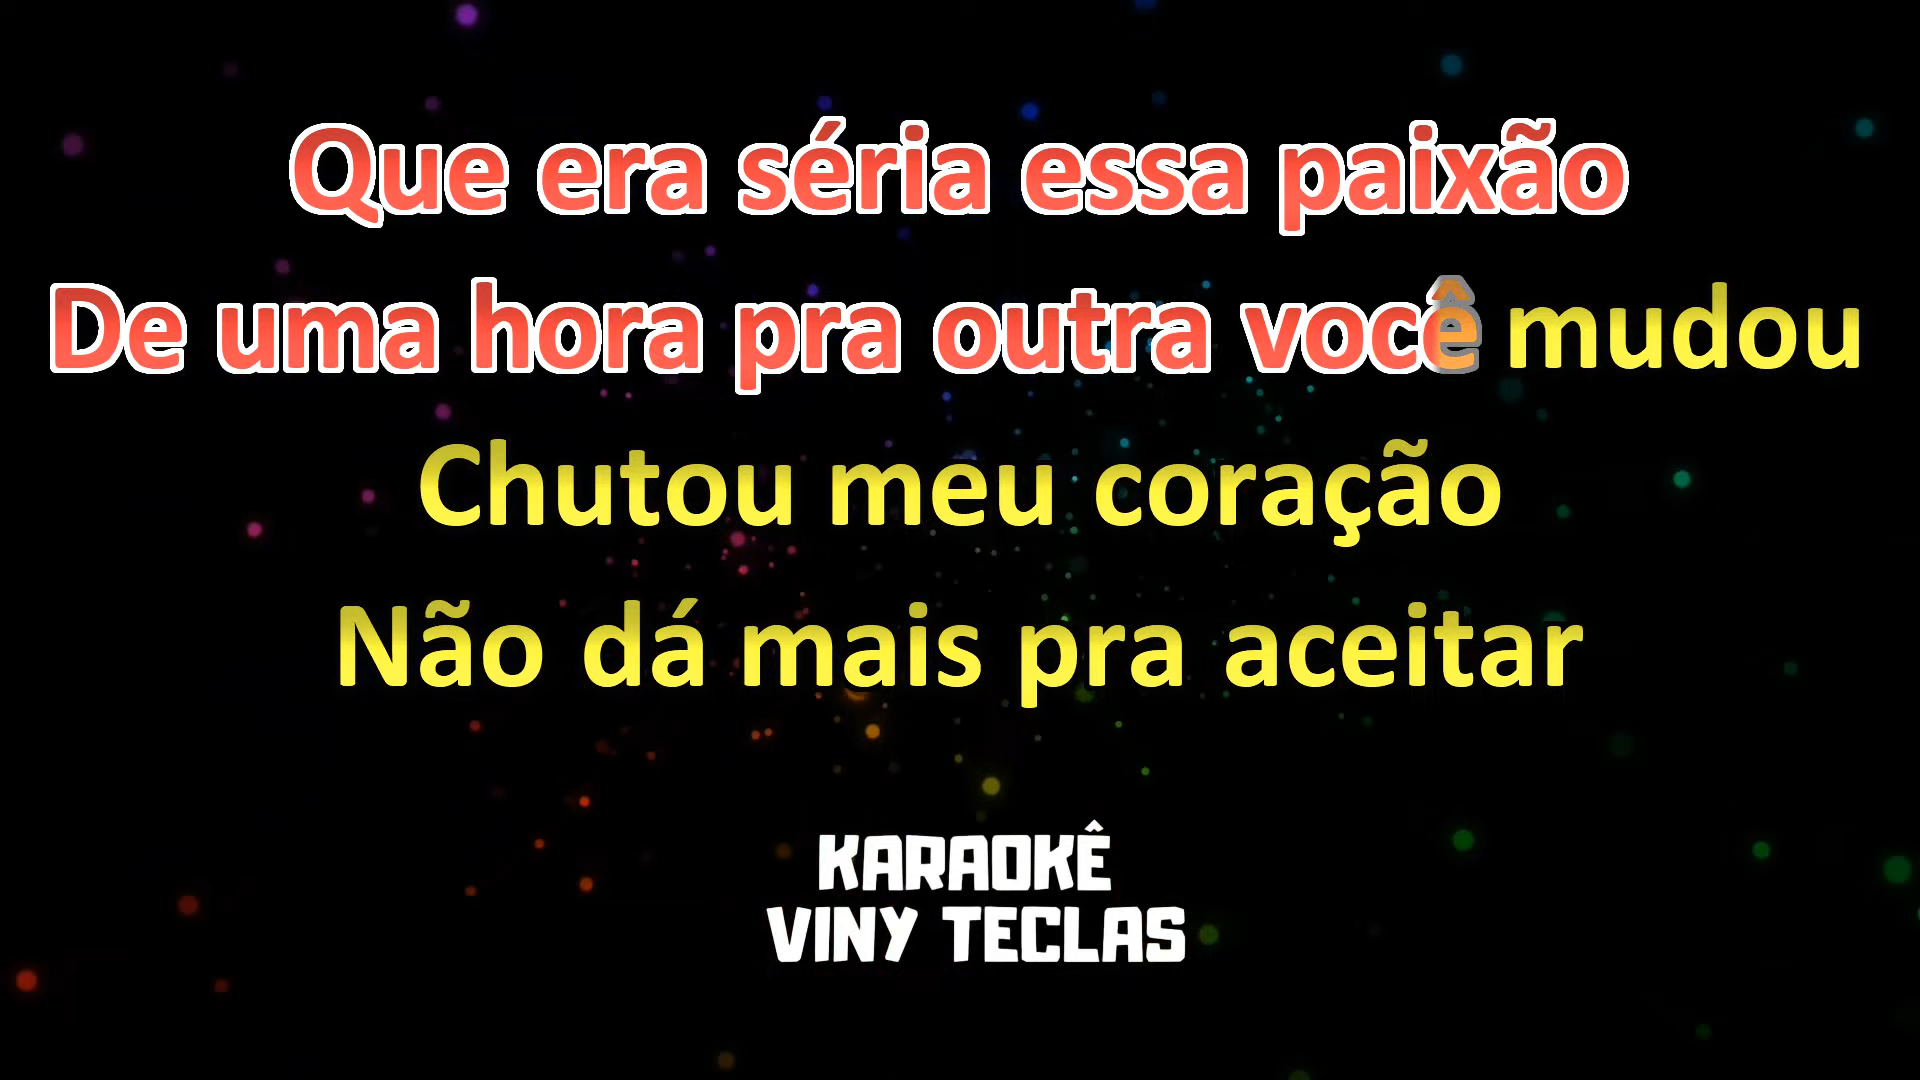 Que era séria essa paixão
De uma hora pra outra você mudou
Chutou meu coração
Não dá mais pra aceitar
KARAOKÊ
VINY TECLAS